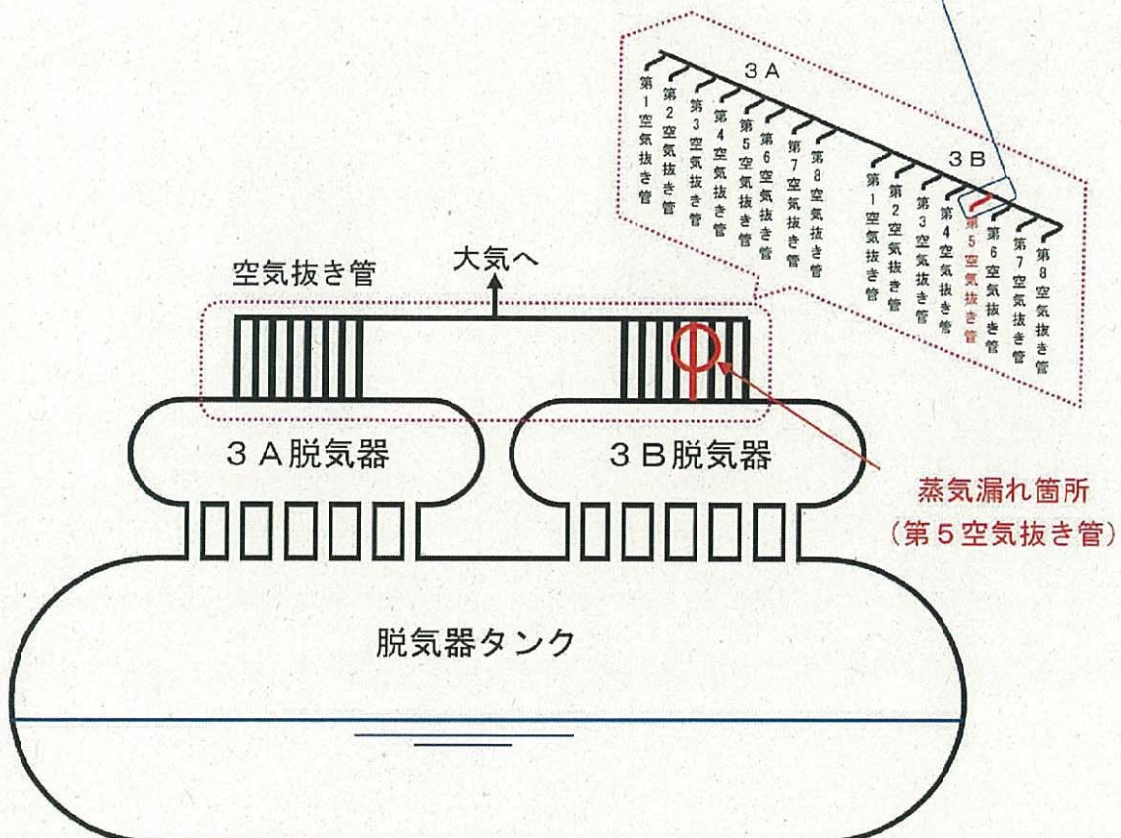 ３Ａ
第１空気抜き管
第２空気抜き管
第３空気抜き管
第４空気抜き管
第５空気抜き管
第６空気抜き管
第７空気抜き管
第８空気抜き管
３Ｂ
第１空気抜き管
第２空気抜き管
第３空気抜き管
第４空気抜き管
第５空気抜き管
第６空気抜き管
第７空気抜き管
第８空気抜き管
空気抜き管
大気へ
３Ａ脱気器
３Ｂ脱気器
蒸気漏れ箇所
(第５空気抜き管)
脱気器タンク